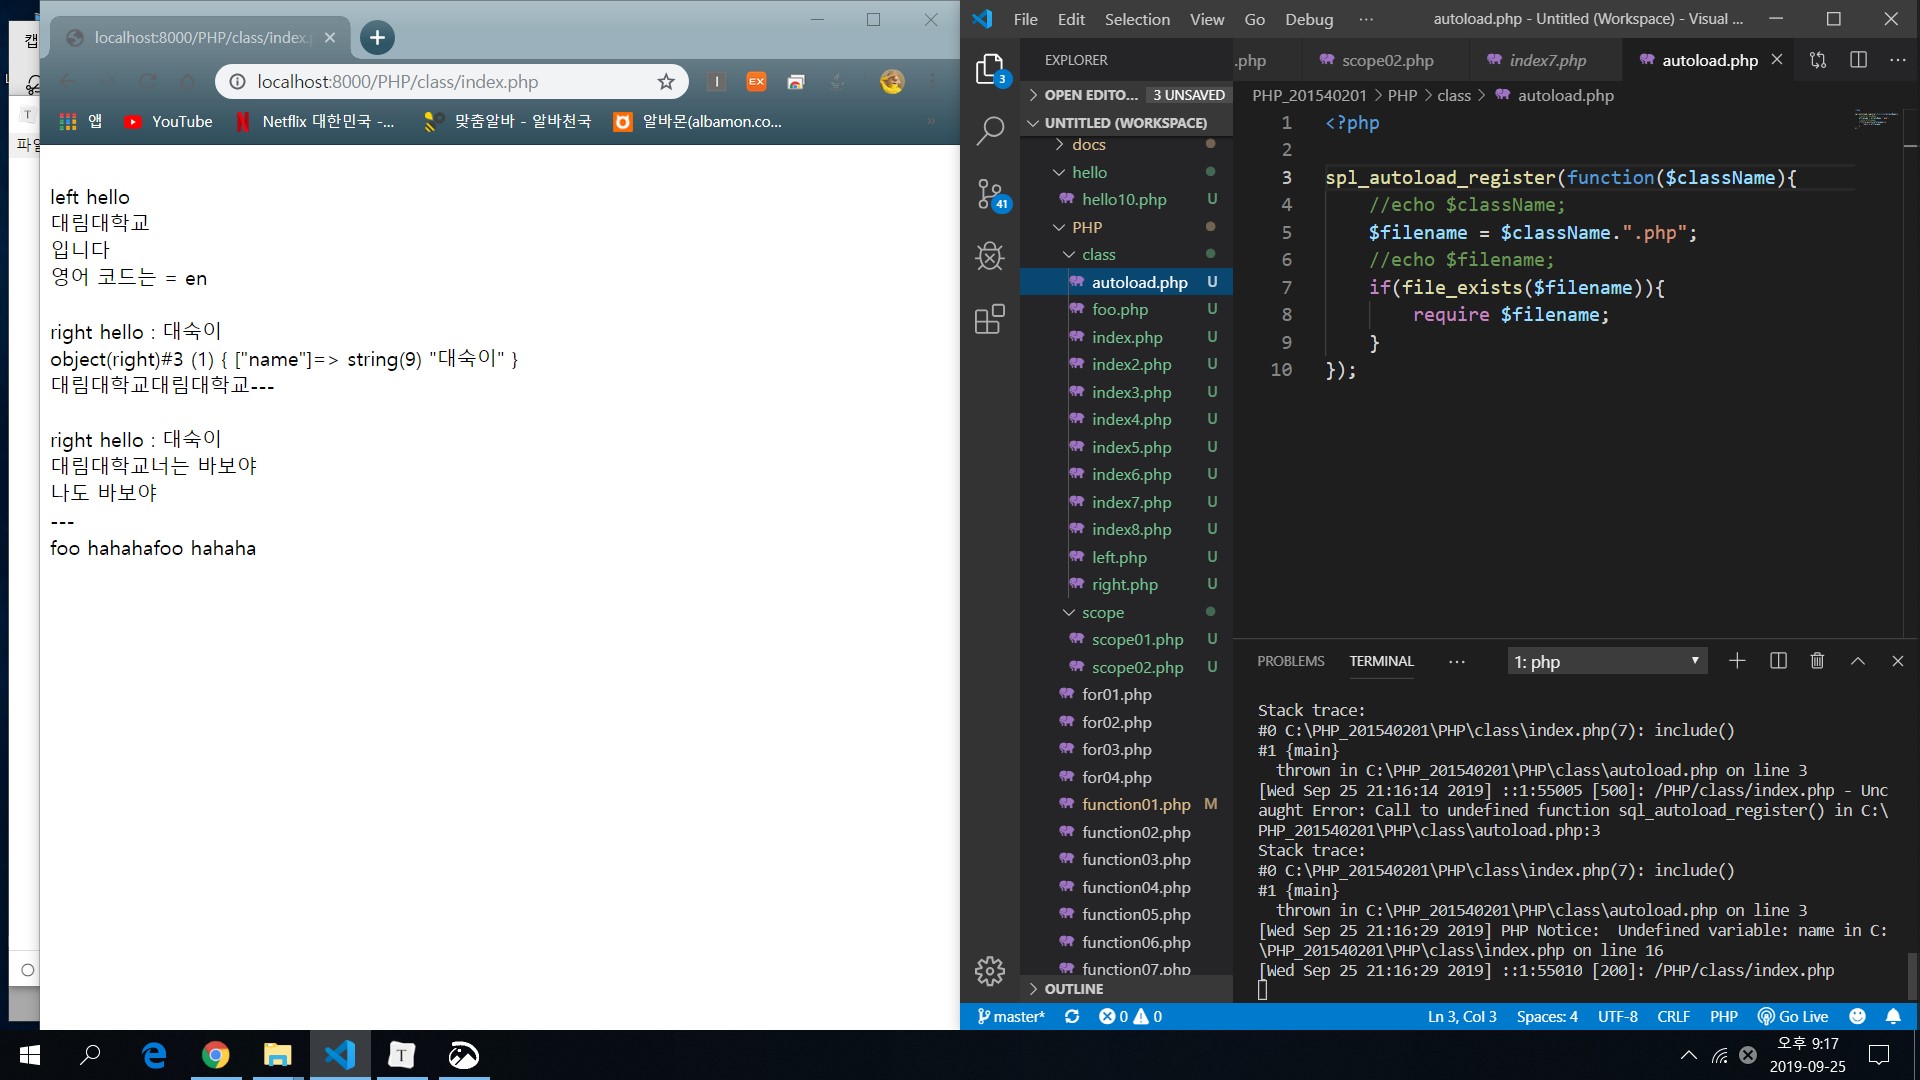 localhost:8000/PHP/class/index.p
localhost:8000/PHP/class/index.php
앱
YouTube
Netflix 대한민국 -...
맞춤알바 - 알바천국
알바몬(albamon.co...
left hello
대림대학교
입니다
영어 코드는 = en
right hello : 대숙이
object(right)#3 (1) { ["name"]=> string(9) "대숙이" }
대림대학교대림대학교---
right hello : 대숙이
대림대학교너는 바보야
나도 바보야
---
foo hahahafoo hahaha
File Edit Selection View Go Debug ···
autoload.php - Untitled (Workspace) - Visual ...
EXPLORER
OPEN EDITO... 3 UNSAVED
UNTITLED (WORKSPACE)
docs
hello
hello10.php U
PHP
class
autoload.php U
foo.php U
index.php U
index2.php U
index3.php U
index4.php U
index5.php U
index6.php U
index7.php U
index8.php U
left.php U
right.php U
scope
scope01.php U
scope02.php U
for01.php
for02.php
for03.php
for04.php
function01.php M
function02.php
function03.php
function04.php
function05.php
function06.php
function07.php
OUTLINE
3
41
.php scope02.php index7.php autoload.php
PHP_201540201 > PHP > class > autoload.php
1 <?php
2
3 spl_autoload_register(function($className){
4 //echo $className;
5 $filename = $className.".php";
6 //echo $filename;
7 if(file_exists($filename)){
8 require $filename;
9 }
10 });
PROBLEMS TERMINAL ··· 1: php
Stack trace:
#0 C:\PHP_201540201\PHP\class\index.php(7): include()
#1 {main}
thrown in C:\PHP_201540201\PHP\class\autoload.php on line 3
[Wed Sep 25 21:16:14 2019] ::1:55005 [500]: /PHP/class/index.php - Unc
aught Error: Call to undefined function sql_autoload_register() in C:\
PHP_201540201\PHP\class\autoload.php:3
Stack trace:
#0 C:\PHP_201540201\PHP\class\index.php(7): include()
#1 {main}
thrown in C:\PHP_201540201\PHP\class\autoload.php on line 3
[Wed Sep 25 21:16:29 2019] PHP Notice:  Undefined variable: name in C:
\PHP_201540201\PHP\class\index.php on line 16
[Wed Sep 25 21:16:29 2019] ::1:55010 [200]: /PHP/class/index.php
master* 0 0 Ln 3, Col 3 Spaces: 4 UTF-8 CRLF PHP Go Live
오후 9:17
2019-09-25